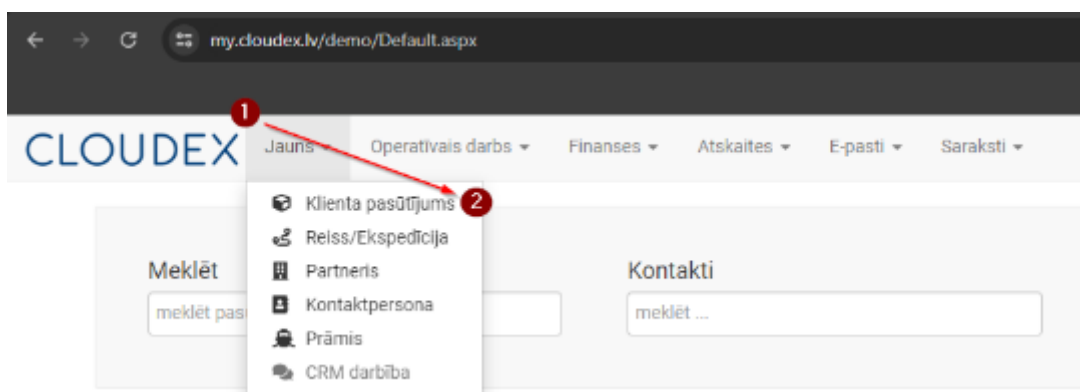 my.cloudex.lv/demo/Default.aspx
1
CLOUDEX Jauns Operatīvais darbs Finanses Atskaites E-pasti Saraksti
Klienta pasūtījums 2
Reiss/Ekspedīcija
Meklēt Partneris Kontakti
meklēt pas Kontaktpersona meklēt ...
Prāmis
CRM darbība